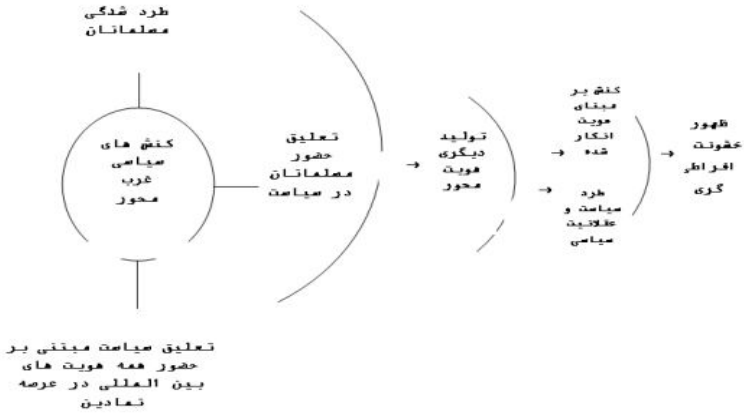 طرد شدگی
مسلمانان
کنش های
سیاسی
غرب
محور
تعلیق سیاست مبتنی بر
حضور همه هویت های
بین المللی در عرصه
نمادین
تعلیق
حضور
مسلمانان
در سیاست
تولید
دیگری
هویت
محور
کنش بر
مبنای
هویت
انکار
شده
طرد
سیاست و
عقلانیت
سیاسی
ظهور
خشونت
افراطی
گری